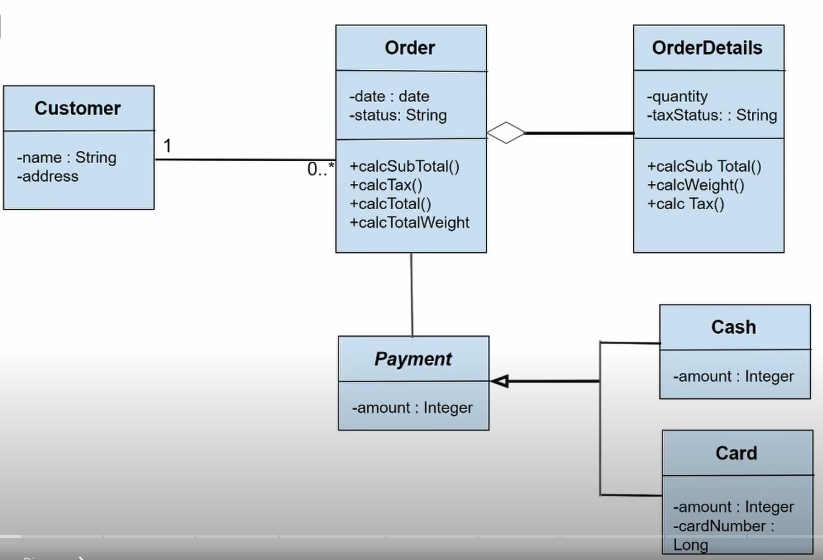 Customer
-name : String
-address
1
0..*
Order
-date : date
-status: String
+calcSubTotal()
+calcTax()
+calcTotal()
+calcTotalWeight
OrderDetails
-quantity
-taxStatus: : String
+calcSub Total()
+calcWeight()
+calc Tax()
Payment
-amount : Integer
Cash
-amount : Integer
Card
-amount : Integer
-cardNumber :
Long